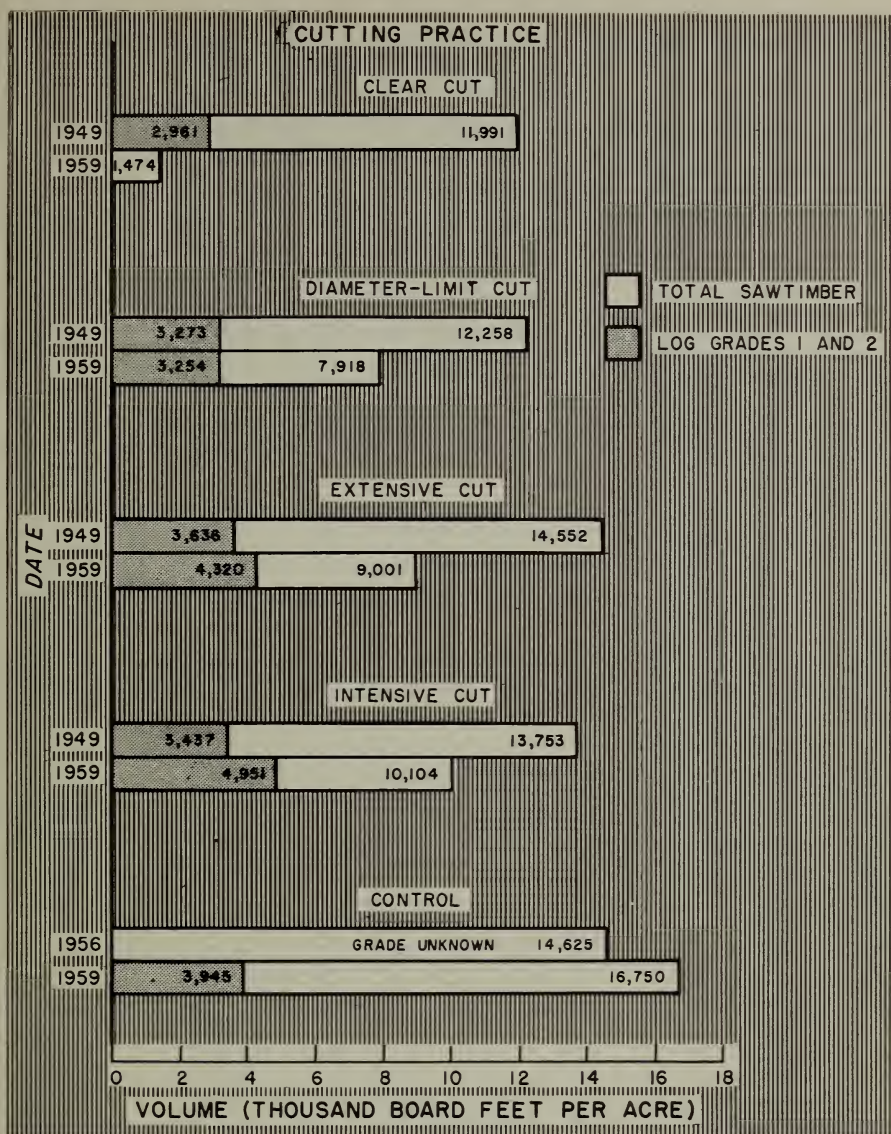 CUTTING PRACTICE
CLEAR CUT
1949 2,961 11,991
1959 1,474
DIAMETER-LIMIT CUT
1949 3,273 12,258
1959 3,254 7,918
TOTAL SAWTIMBER
LOG GRADES 1 AND 2
EXTENSIVE CUT
1949 3,636 14,552
1959 4,320 9,001
DATE
INTENSIVE CUT
1949 3,437 13,753
1959 4,951 10,104
CONTROL
1956 GRADE UNKNOWN 14,625
1959 3,945 16,750
0 2 4 6 8 10 12 14 16 18
VOLUME (THOUSAND BOARD FEET PER ACRE)